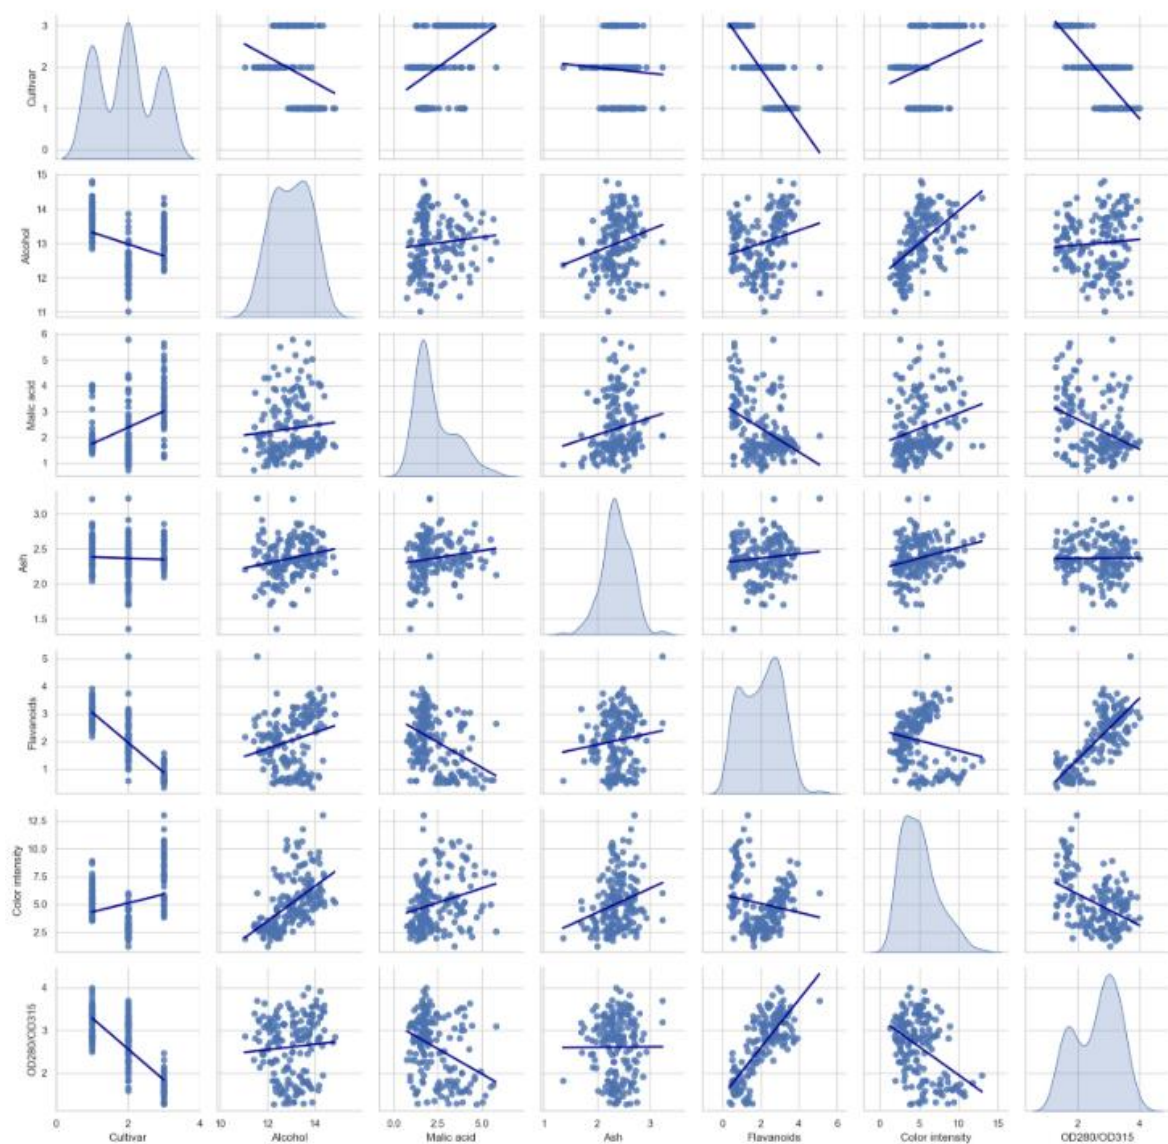 Cultivar
3
2
1
0
Alcohol
15
14
13
12
11
Malic acid
6
5
4
3
2
1
Ash
3.0
2.5
2.0
1.5
Flavanoids
5
4
3
2
1
Color intensity
12.5
10.0
7.5
5.0
2.5
OD280/OD315
4
3
2
0 2 4
10 12 14
0.0 2.5 5.0
1 2 3
0 2 4 6
0 5 10 15
2 4
Cultivar Alcohol Malic acid Ash Flavanoids Color intensity OD280/OD315